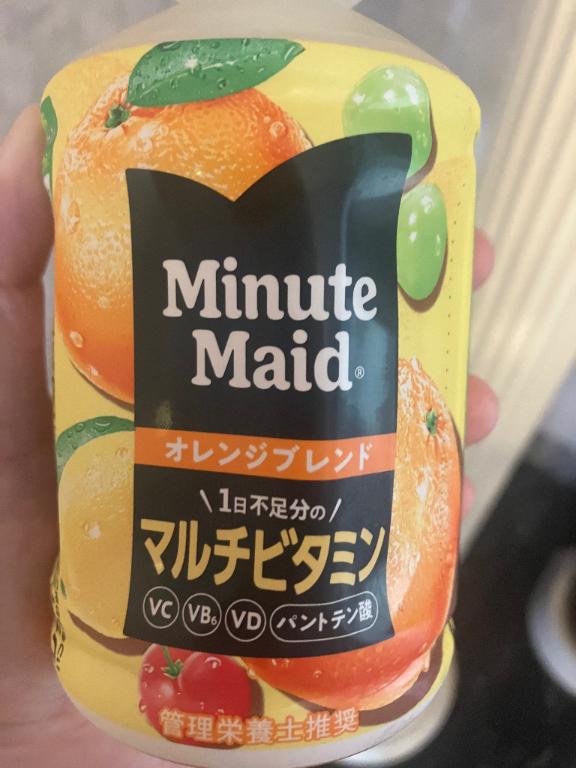 Minute
Maid®
オレンジブレンド
\ 1日不足分の /
マルチビタミン
VC VB6 VD パントテン酸
管理栄養士推奨